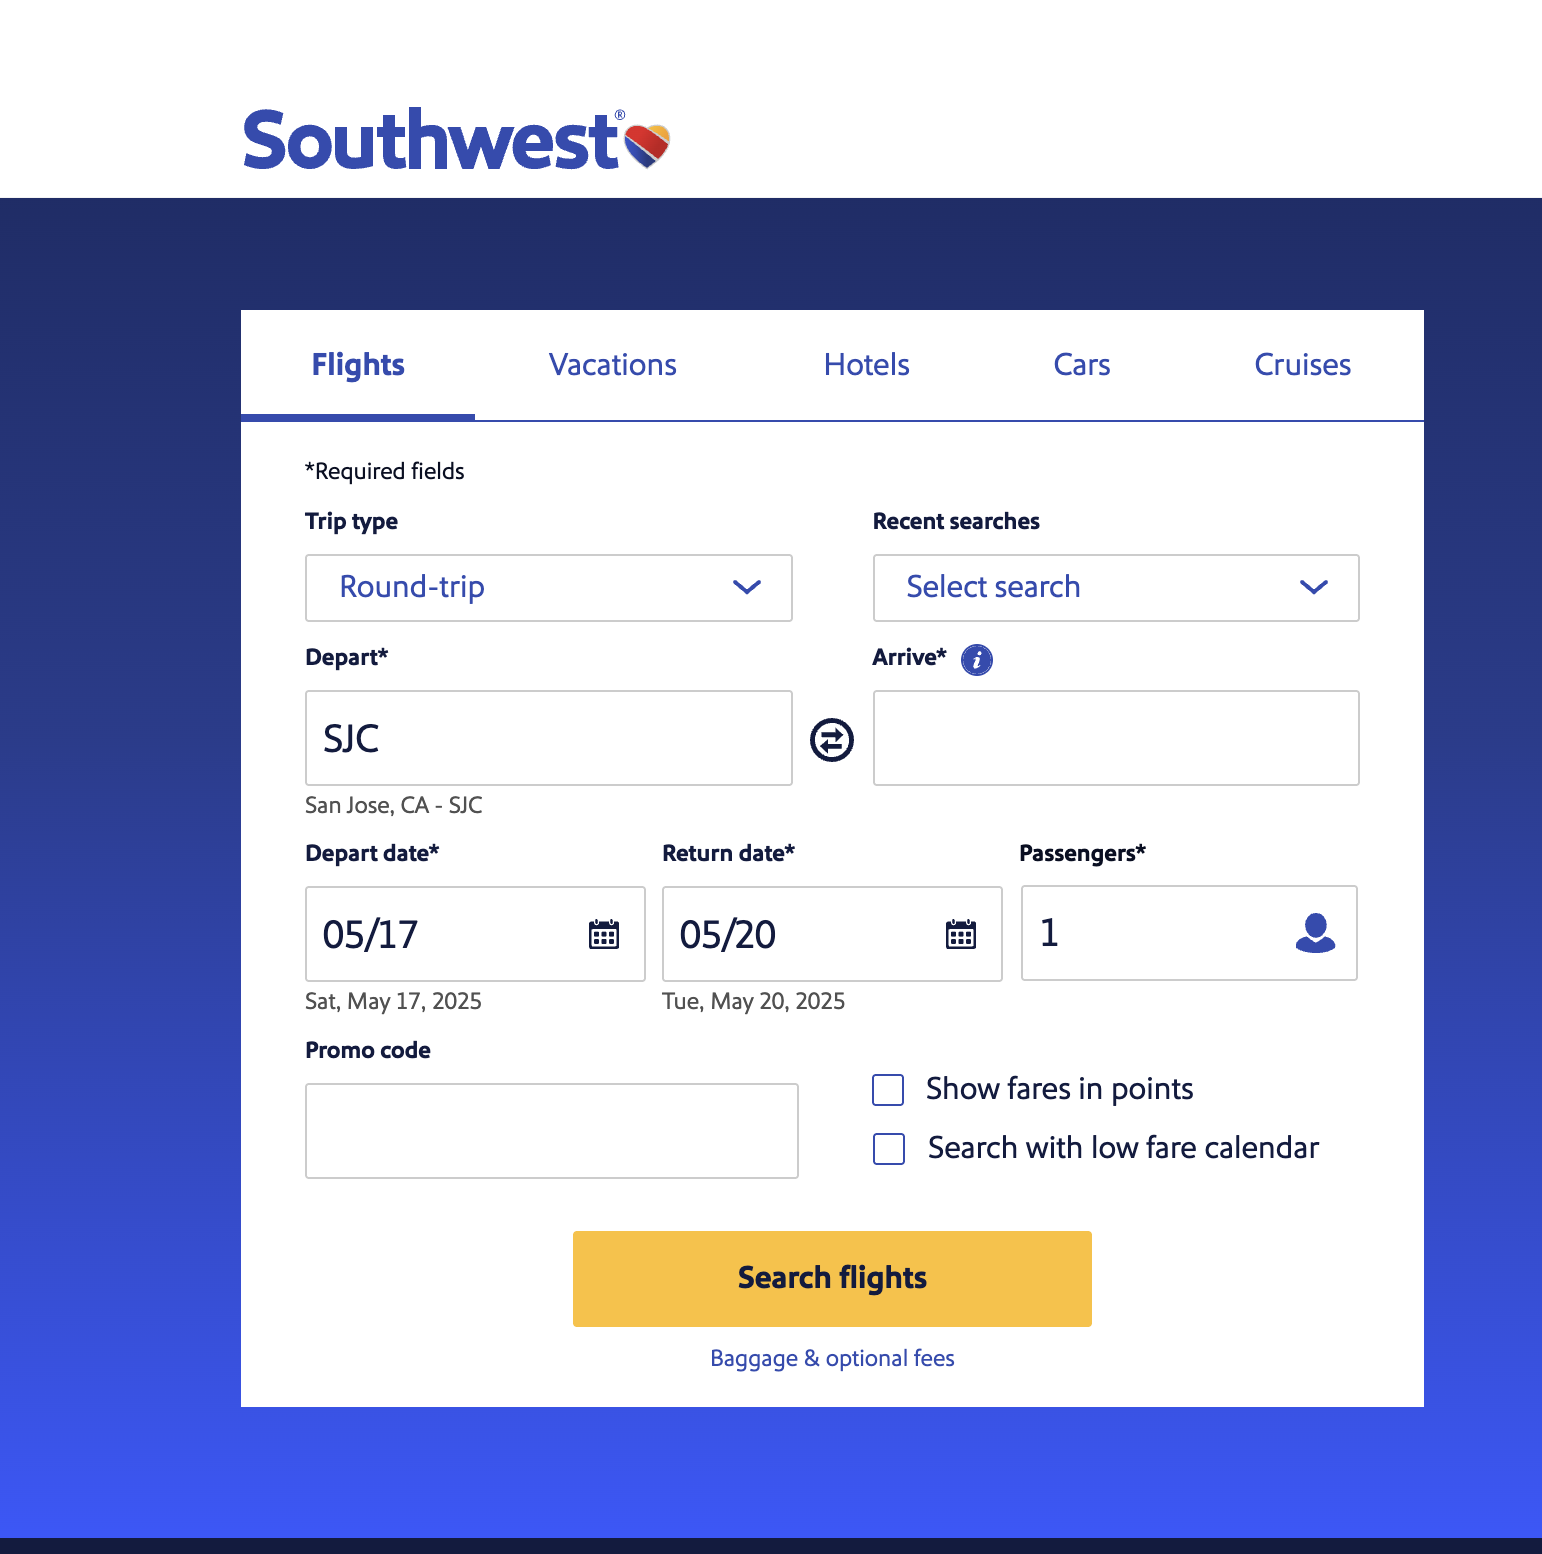 Southwest®
Flights Vacations Hotels Cars Cruises
*Required fields
Trip type Recent searches
Round-trip Select search
Depart* Arrive* i
SJC
San Jose, CA - SJC
Depart date* Return date* Passengers*
05/17 05/20 1
Sat, May 17, 2025 Tue, May 20, 2025
Promo code
Show fares in points
Search with low fare calendar
Search flights
Baggage & optional fees